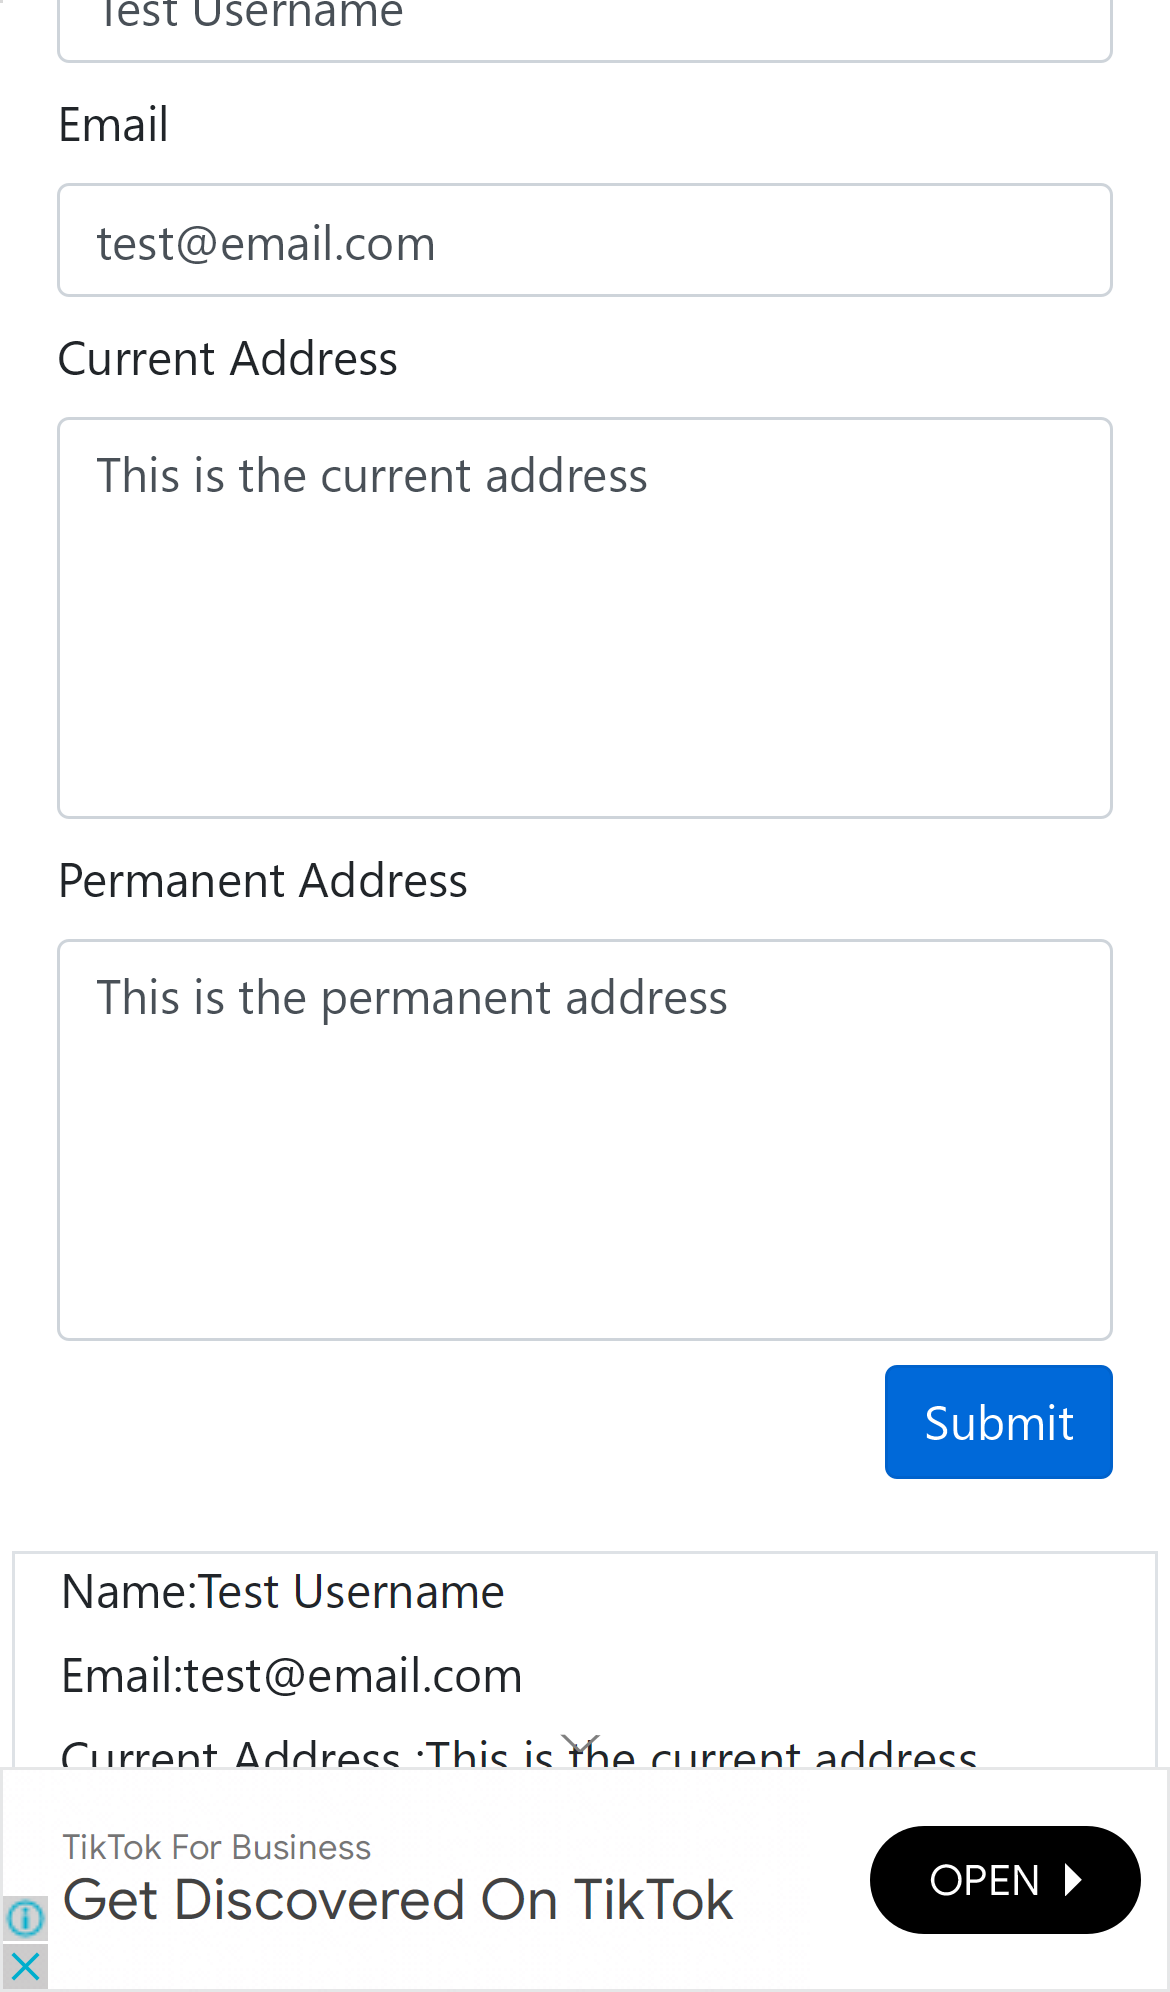 Test Username
Email
test@email.com
Current Address
This is the current address
Permanent Address
This is the permanent address
Submit
Name:Test Username
Email:test@email.com
Current Address :This is the current address
TikTok For Business
Get Discovered On TikTok
OPEN